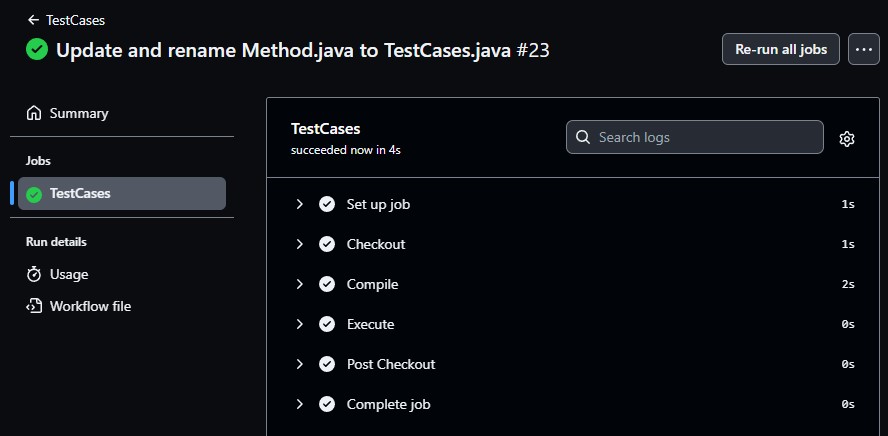 TestCases
Update and rename Method.java to TestCases.java #23
Re-run all jobs
Summary
Jobs
TestCases
Run details
Usage
Workflow file
TestCases
succeeded now in 4s
Search logs
Set up job 1s
Checkout 1s
Compile 2s
Execute 0s
Post Checkout 0s
Complete job 0s